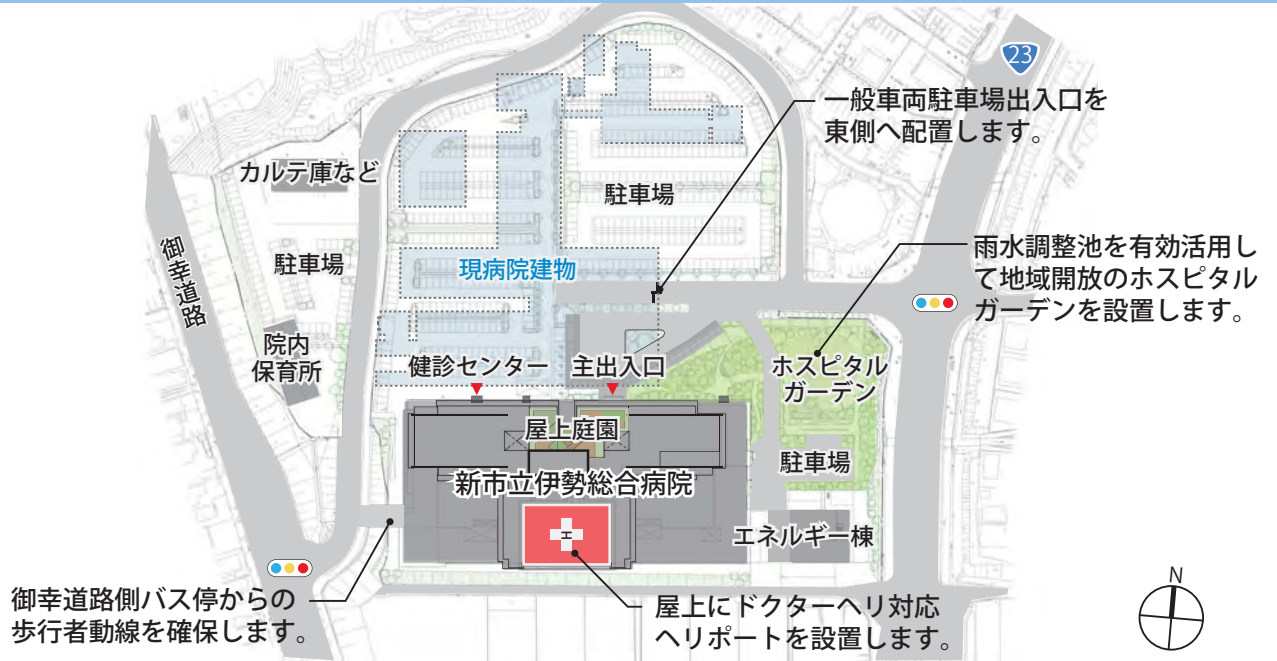 23
一般車両駐車場出入口を
東側へ配置します。
カルテ庫など
駐車場
御幸道路
駐車場
現病院建物
雨水調整池を有効活用し
て地域開放のホスピタル
ガーデンを設置します。
院内
保育所
健診センター
主出入口
ホスピタル
ガーデン
屋上庭園
駐車場
新市立伊勢総合病院
H
エネルギー棟
御幸道路側バス停からの
歩行者動線を確保します。
屋上にドクターヘリ対応
ヘリポートを設置します。
N